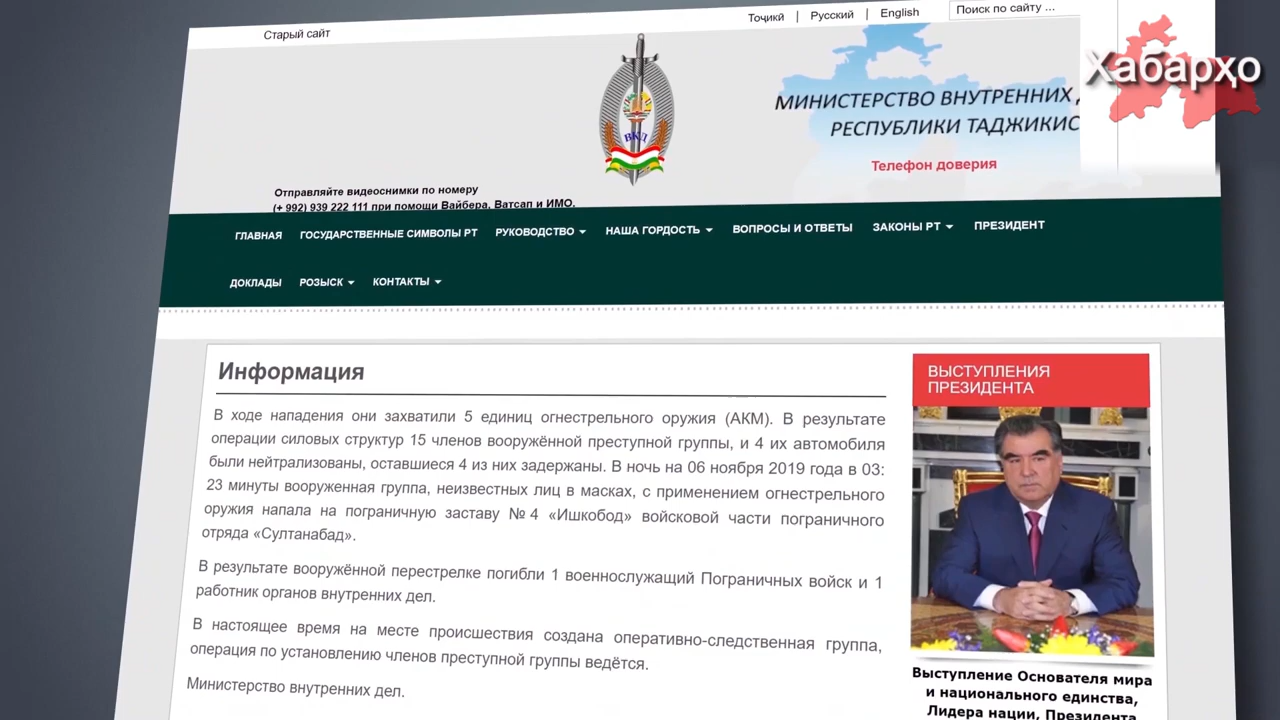 Старый сайт
Тоҷикӣ | Русский | English
Поиск по сайту ...
Хабарҳо
МИНИСТЕРСТВО ВНУТРЕННИХ
РЕСПУБЛИКИ ТАДЖИКИС
Телефон доверия
ВКД
Отправляйте видеоснимки по номеру
(+ 992) 939 222 111 при помощи Вайбера, Ватсап и ИМО.
ГЛАВНАЯ ГОСУДАРСТВЕННЫЕ СИМВОЛЫ РТ РУКОВОДСТВО НАША ГОРДОСТЬ ВОПРОСЫ И ОТВЕТЫ ЗАКОНЫ РТ ПРЕЗИДЕНТ
ДОКЛАДЫ РОЗЫСК КОНТАКТЫ
Информация
В ходе нападения они захватили 5 единиц огнестрельного оружия (АКМ). В результате
операции силовых структур 15 членов вооружённой преступной группы, и 4 их автомобиля
были нейтрализованы, оставшиеся 4 из них задержаны. В ночь на 06 ноября 2019 года в 03:
23 минуты вооруженная группа, неизвестных лиц в масках, с применением огнестрельного
оружия напала на пограничную заставу №4 «Ишкобод» войсковой части пограничного
отряда «Султанабад».
В результате вооружённой перестрелке погибли 1 военнослужащий Пограничных войск и 1
работник органов внутренних дел.
В настоящее время на месте происшествия создана оперативно-следственная группа,
операция по установлению членов преступной группы ведётся.
Министерство внутренних дел.
ВЫСТУПЛЕНИЯ
ПРЕЗИДЕНТА
Выступление Основателя мира
и национального единства,
Лидера нации, Президента